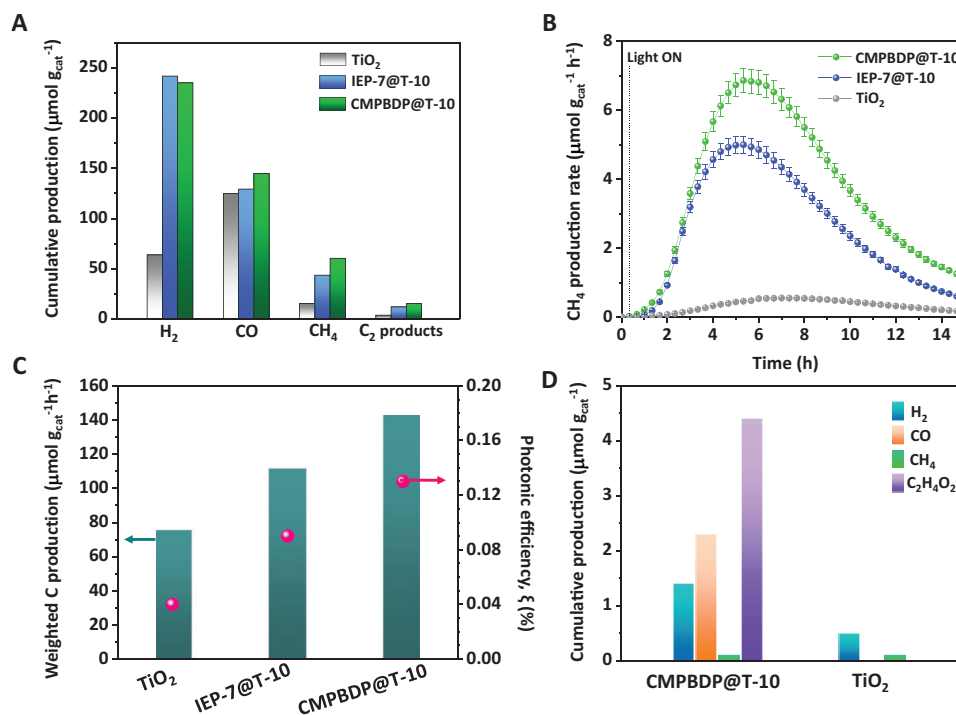 A
Cumulative production (μmol g_cat⁻¹)
250
200
150
100
50
0
TiO₂
IEP-7@T-10
CMPBDP@T-10
H₂ CO CH₄ C₂ products
B
CH₄ production rate (μmol g_cat⁻¹ h⁻¹)
8
6
4
2
0
Light ON
CMPBDP@T-10
IEP-7@T-10
TiO₂
0 2 4 6 8 10 12 14
Time (h)
C
Weighted C production (μmol g_cat⁻¹h⁻¹)
160
140
120
100
80
60
40
20
0
0.20
0.16
0.12
0.08
0.04
0.00
Photonic efficiency, ξ (%)
TiO₂ IEP-7@T-10 CMPBDP@T-10
D
Cumulative production (μmol g_cat⁻¹)
5
4
3
2
1
0
H₂
CO
CH₄
C₂H₄O₂
CMPBDP@T-10 TiO₂